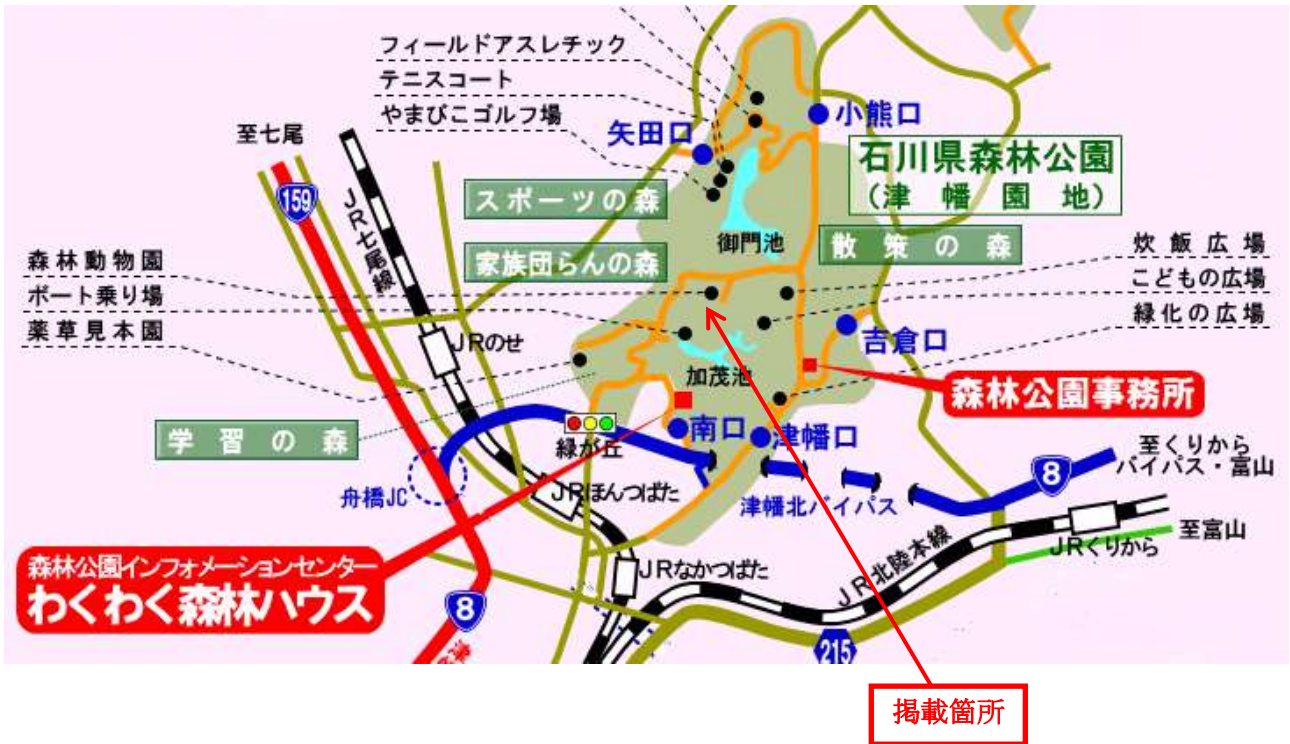 フィールドアスレチック
テニスコート
やまびこゴルフ場
至七尾
矢田口
小熊口
石川県森林公園
(津幡園地)
159
JR七尾線
スポーツの森
家族団らんの森
御門池
散策の森
炊飯広場
こどもの広場
緑化の広場
森林動物園
ボート乗り場
薬草見本園
JRのせ
吉倉口
加茂池
森林公園事務所
学習の森
緑が丘
南口
津幡口
至くりから
バイパス・富山
8
舟橋JC
JRほんつばた
津幡北バイパス
JR北陸本線
JRくりから
至富山
森林公園インフォメーションセンター
わくわく森林ハウス
JRなかつばた
8
215
掲載箇所